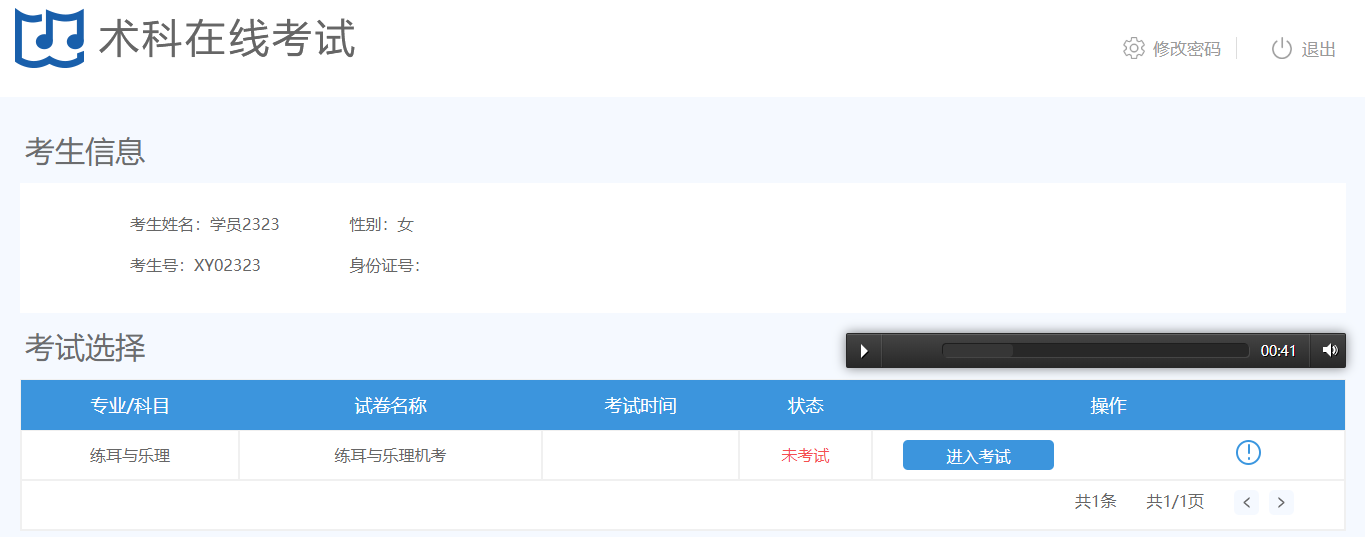 术科在线考试
修改密码 退出
考生信息
考生姓名：学员2323 性别：女
考生号：XY02323 身份证号：
考试选择
00:41
专业/科目 试卷名称 考试时间 状态 操作
练耳与乐理 练耳与乐理机考 未考试 进入考试
共1条 共1/1页 < >